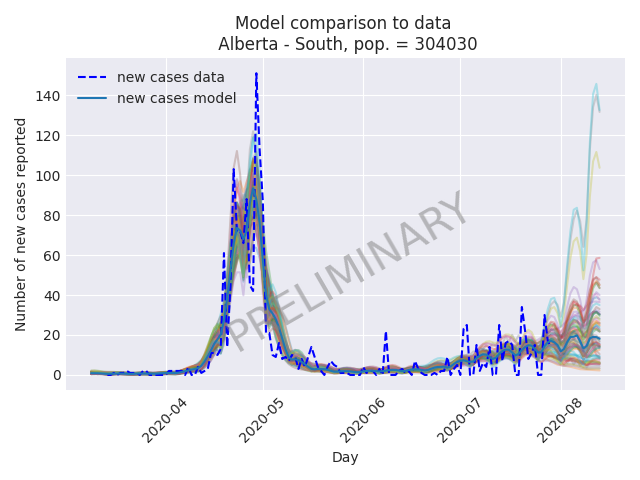 Model comparison to data
Alberta - South, pop. = 304030
new cases data
new cases model
Number of new cases reported
140
120
100
80
60
40
20
0
PRELIMINARY
2020-04
2020-05
2020-06
2020-07
2020-08
Day